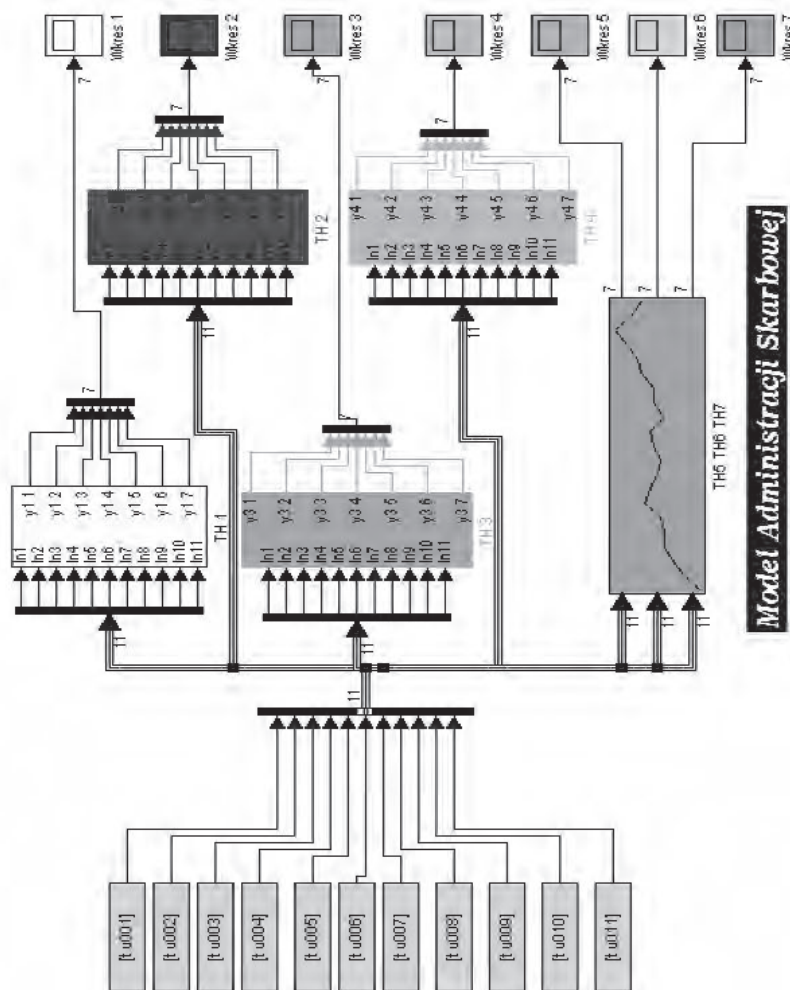 [t u001]
[t u002]
[t u003]
[t u004]
[t u005]
[t u006]
[t u007]
[t u008]
[t u009]
[t u010]
[t u011]
11
11
In1
In2
In3
In4
In5
In6
In7
In8
In9
In10
In11
y1.1
y1.2
y1.3
y1.4
y1.5
y1.6
y1.7
TH 1
7
7
Wkres 1
11
TH 2
7
Wkres 2
11
In1
In2
In3
In4
In5
In6
In7
In8
In9
In10
In11
y3.1
y3.2
y3.3
y3.4
y3.5
y3.6
y3.7
TH 3
7
7
Wkres 3
11
In1
In2
In3
In4
In5
In6
In7
In8
In9
In10
In11
y4.1
y4.2
y4.3
y4.4
y4.5
y4.6
y4.7
7
Wkres 4
11
11
11
TH5 TH6 TH7
7
7
7
7
7
Wkres 5
Wkres 6
Wkres 7
Model Administracji Skarbowej